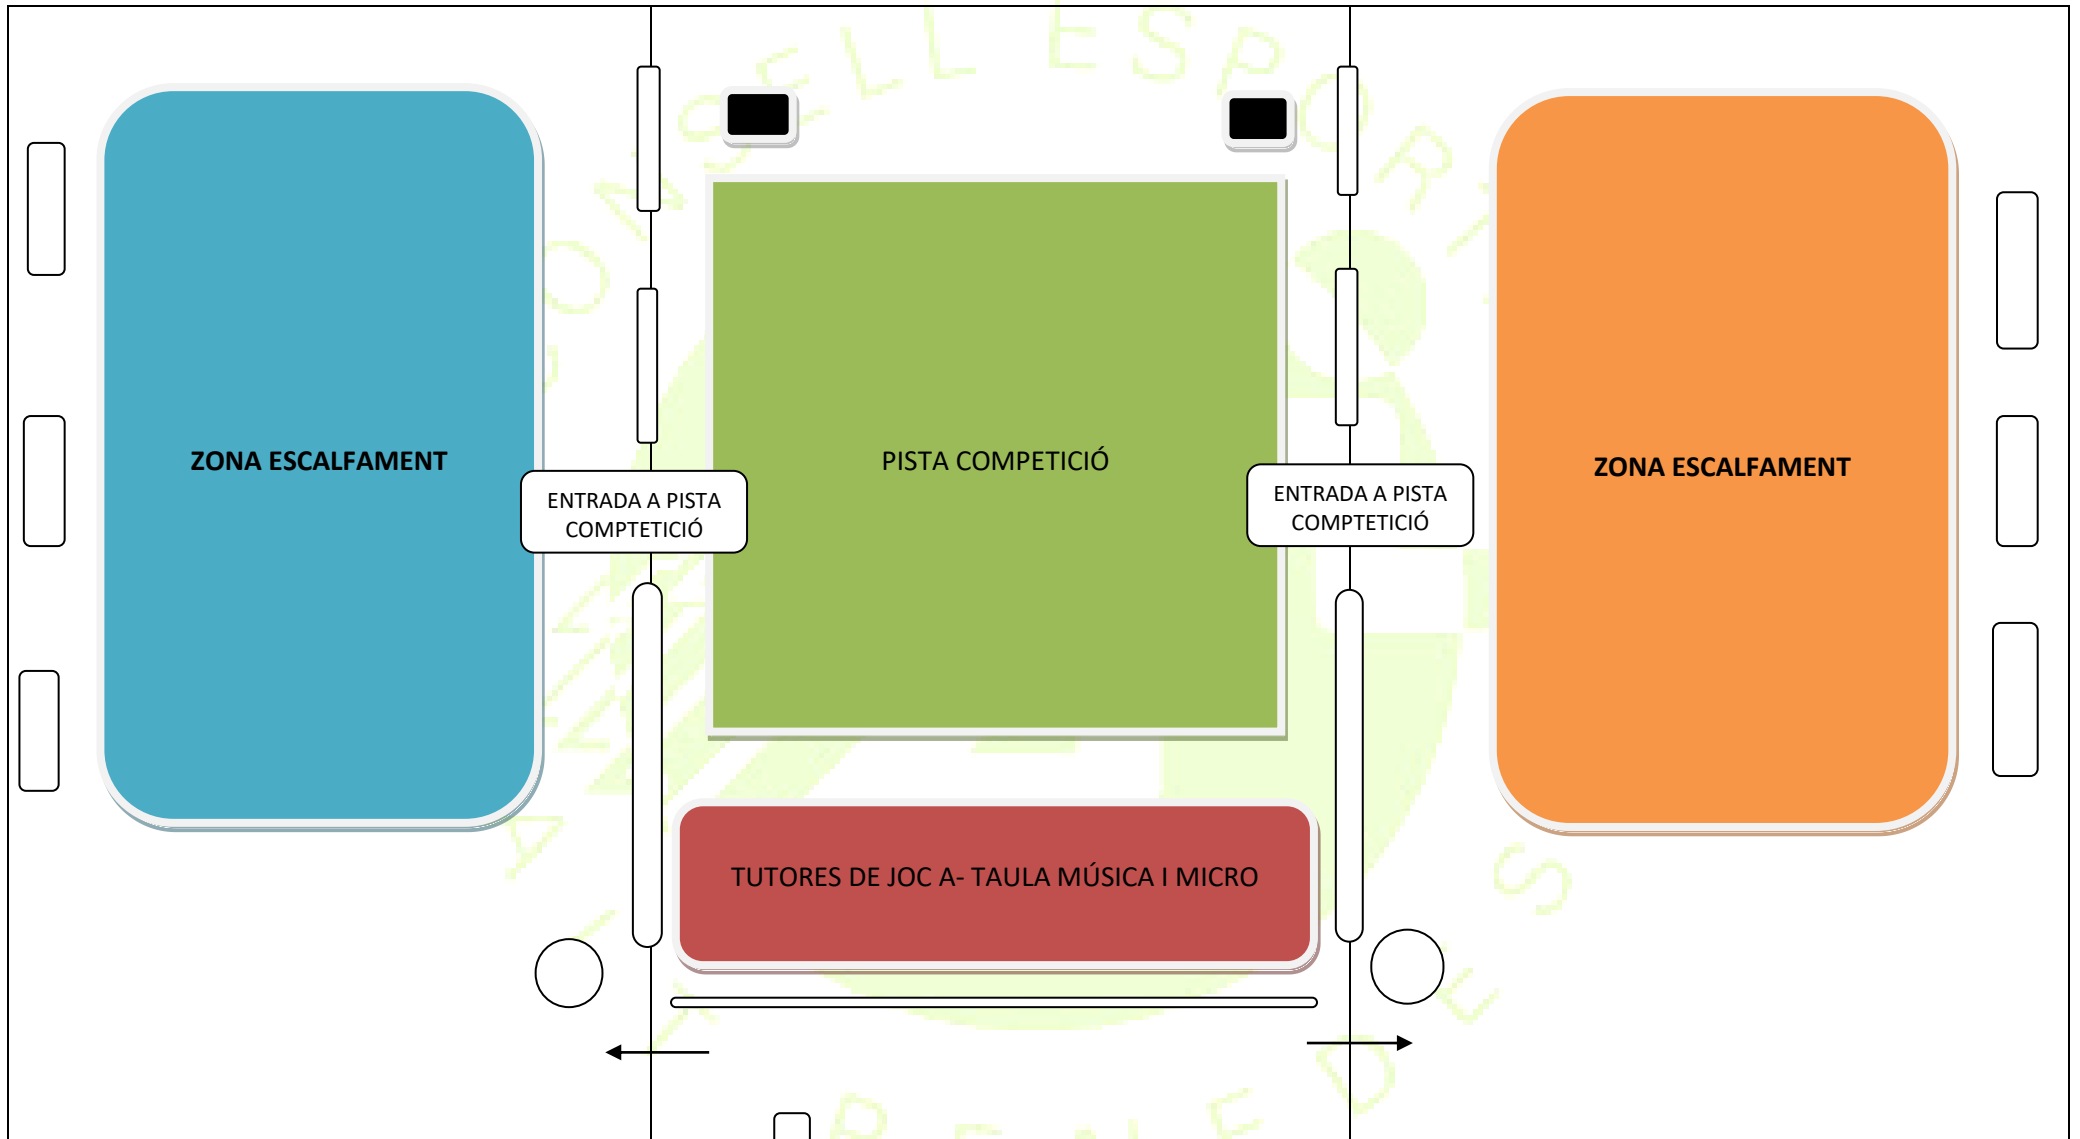 ZONA ESCALFAMENT
PISTA COMPETICIÓ
ZONA ESCALFAMENT
ENTRADA A PISTA
COMPTETICIÓ
ENTRADA A PISTA
COMPTETICIÓ
TUTORES DE JOC A- TAULA MÚSICA I MICRO